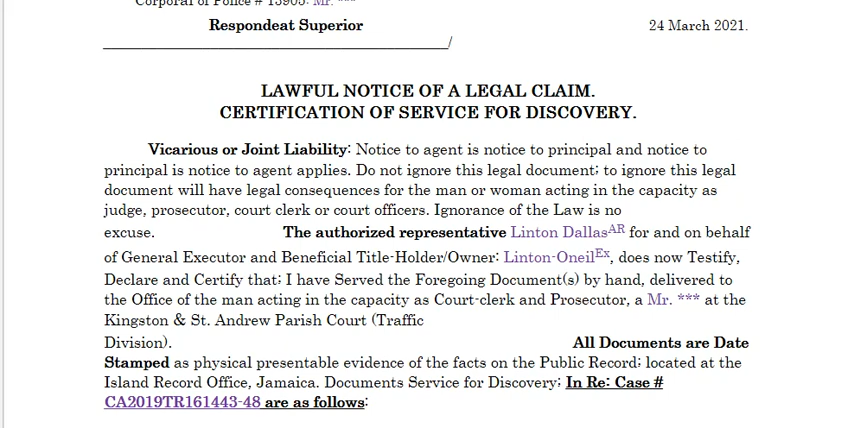 Corporal of Police # 13905: Mr. ***
Respondeat Superior 24 March 2021.
/
LAWFUL NOTICE OF A LEGAL CLAIM.
CERTIFICATION OF SERVICE FOR DISCOVERY.
Vicarious or Joint Liability: Notice to agent is notice to principal and notice to
principal is notice to agent applies. Do not ignore this legal document; to ignore this legal
document will have legal consequences for the man or woman acting in the capacity as
judge, prosecutor, court clerk or court officers. Ignorance of the Law is no
excuse. The authorized representative Linton DallasAR for and on behalf
of General Executor and Beneficial Title-Holder/Owner: Linton-OneilEx, does now Testify,
Declare and Certify that; I have Served the Foregoing Document(s) by hand, delivered to
the Office of the man acting in the capacity as Court-clerk and Prosecutor, a Mr. *** at the
Kingston & St. Andrew Parish Court (Traffic
Division). All Documents are Date
Stamped as physical presentable evidence of the facts on the Public Record; located at the
Island Record Office, Jamaica. Documents Service for Discovery; In Re: Case #
CA2019TR161443-48 are as follows: